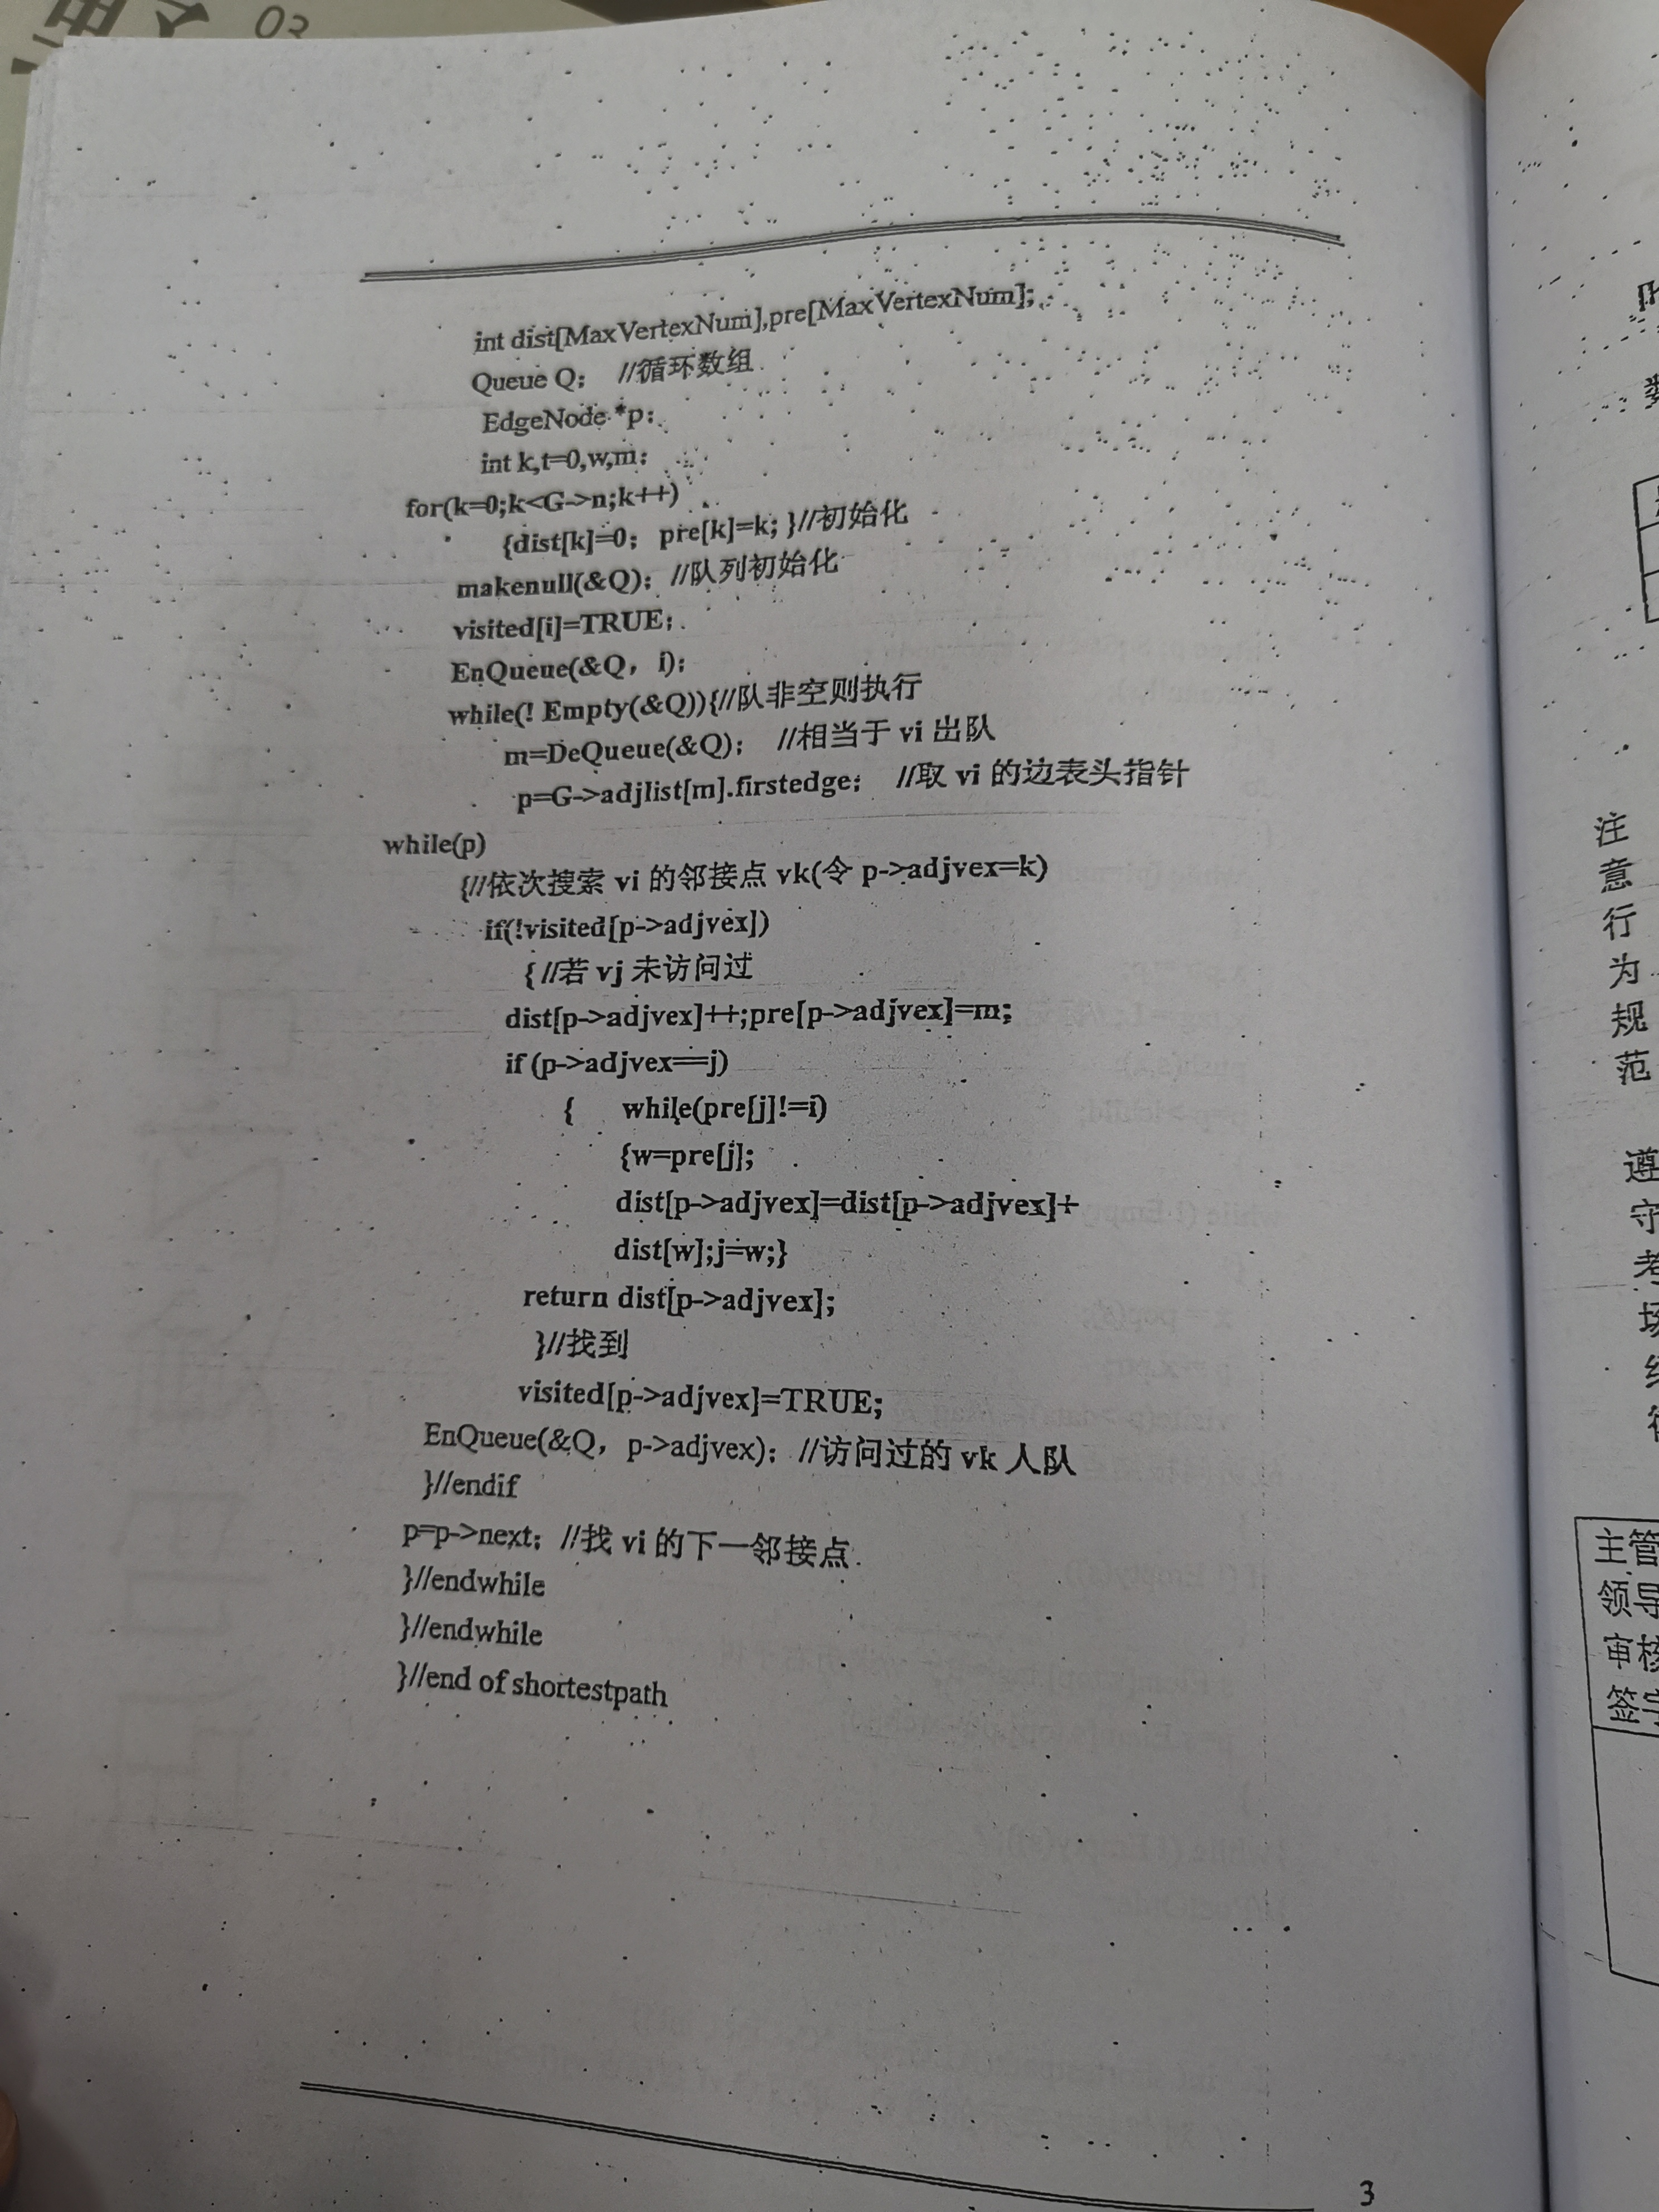 03
int dist[MaxVertexNum],pre[MaxVertexNum];
Queue Q； //循环数组
EdgeNode *p；
int k,t=0,w,m；
for(k=0;k<G->n;k++)
{dist[k]=0； pre[k]=k; }//初始化
makenull(&Q)；//队列初始化
visited[i]=TRUE；
EnQueue(&Q， i)；
while(! Empty(&Q)){//队非空则执行
m=DeQueue(&Q)； //相当于 vi 出队
p=G->adjlist[m].firstedge； //取 vi 的边表头指针
while(p)
{//依次搜索 vi 的邻接点 vk(令 p->adjvex=k)
if(!visited[p->adjvex])
{ //若 vj 未访问过
dist[p->adjvex]++;pre[p->adjvex]=m;
if (p->adjvex==j)
{ while(pre[j]!=i)
{w=pre[j];
dist[p->adjvex]=dist[p->adjvex]+
dist[w];j=w;}
return dist[p->adjvex];
}//找到
visited[p->adjvex]=TRUE;
EnQueue(&Q， p->adjvex)；//访问过的 vk 人队
}//endif
p=p->next；//找 vi 的下一邻接点
}//endwhile
}//endwhile
}//end of shortestpath
3
注
意
行
为
规
范
遵
守
考
场
主管
领导
审核
签字